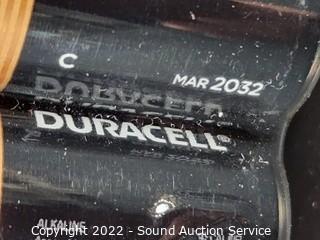 C
MAR 2032
DURACELL
ALKALINE
Copyright 2022 - Sound Auction Service